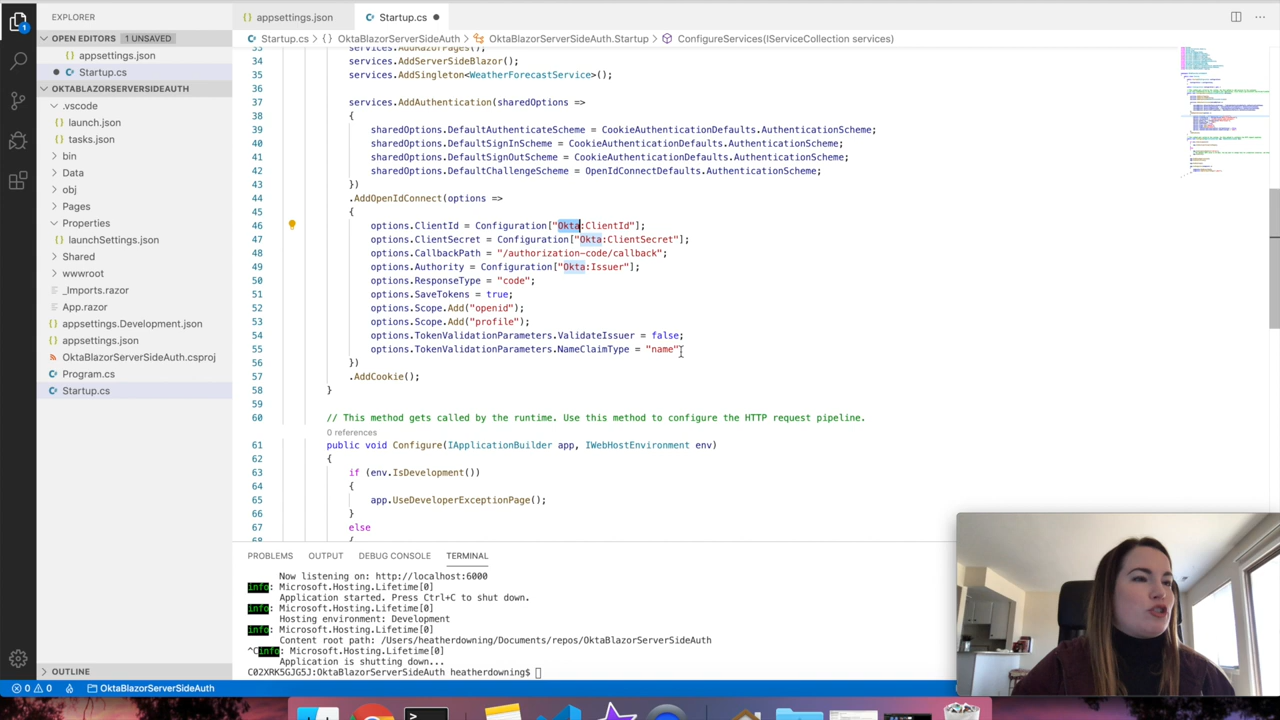 EXPLORER
appsettings.json
Startup.cs
OPEN EDITORS 1 UNSAVED
appsettings.json
Startup.cs
OKTABLAZORSERVERSIDEAUTH
.vscode
launch.json
tasks.json
bin
Data
obj
Pages
Properties
launchSettings.json
Shared
wwwroot
_Imports.razor
App.razor
appsettings.Development.json
appsettings.json
OktaBlazorServerSideAuth.csproj
Program.cs
Startup.cs
OUTLINE
Startup.cs > {} OktaBlazorServerSideAuth > OktaBlazorServerSideAuth.Startup > ConfigureServices(IServiceCollection services)
33 services.AddRazorPages();
34 services.AddServerSideBlazor();
35 services.AddSingleton<WeatherForecastService>();
36
37 services.AddAuthentication(sharedOptions =>
38 {
39 sharedOptions.DefaultAuthenticateScheme = CookieAuthenticationDefaults.AuthenticationScheme;
40 sharedOptions.DefaultSignInScheme = CookieAuthenticationDefaults.AuthenticationScheme;
41 sharedOptions.DefaultSignOutScheme = CookieAuthenticationDefaults.AuthenticationScheme;
42 sharedOptions.DefaultChallengeScheme = OpenIdConnectDefaults.AuthenticationScheme;
43 })
44 .AddOpenIdConnect(options =>
45 {
46 options.ClientId = Configuration["Okta:ClientId"];
47 options.ClientSecret = Configuration["Okta:ClientSecret"];
48 options.CallbackPath = "/authorization-code/callback";
49 options.Authority = Configuration["Okta:Issuer"];
50 options.ResponseType = "code";
51 options.SaveTokens = true;
52 options.Scope.Add("openid");
53 options.Scope.Add("profile");
54 options.TokenValidationParameters.ValidateIssuer = false;
55 options.TokenValidationParameters.NameClaimType = "name";
56 })
57 .AddCookie();
58 }
59
60 // This method gets called by the runtime. Use this method to configure the HTTP request pipeline.
0 references
61 public void Configure(IApplicationBuilder app, IWebHostEnvironment env)
62 {
63 if (env.IsDevelopment())
64 {
65 app.UseDeveloperExceptionPage();
66 }
67 else
68 {
PROBLEMS OUTPUT DEBUG CONSOLE TERMINAL
Now listening on: http://localhost:6000
info: Microsoft.Hosting.Lifetime[0]
Application started. Press Ctrl+C to shut down.
info: Microsoft.Hosting.Lifetime[0]
Hosting environment: Development
info: Microsoft.Hosting.Lifetime[0]
Content root path: /Users/heatherdowning/Documents/repos/OktaBlazorServerSideAuth
^Cinfo: Microsoft.Hosting.Lifetime[0]
Application is shutting down...
C02XRK5GJG5J:OktaBlazorServerSideAuth heatherdowning$
0 0 OktaBlazorServerSideAuth